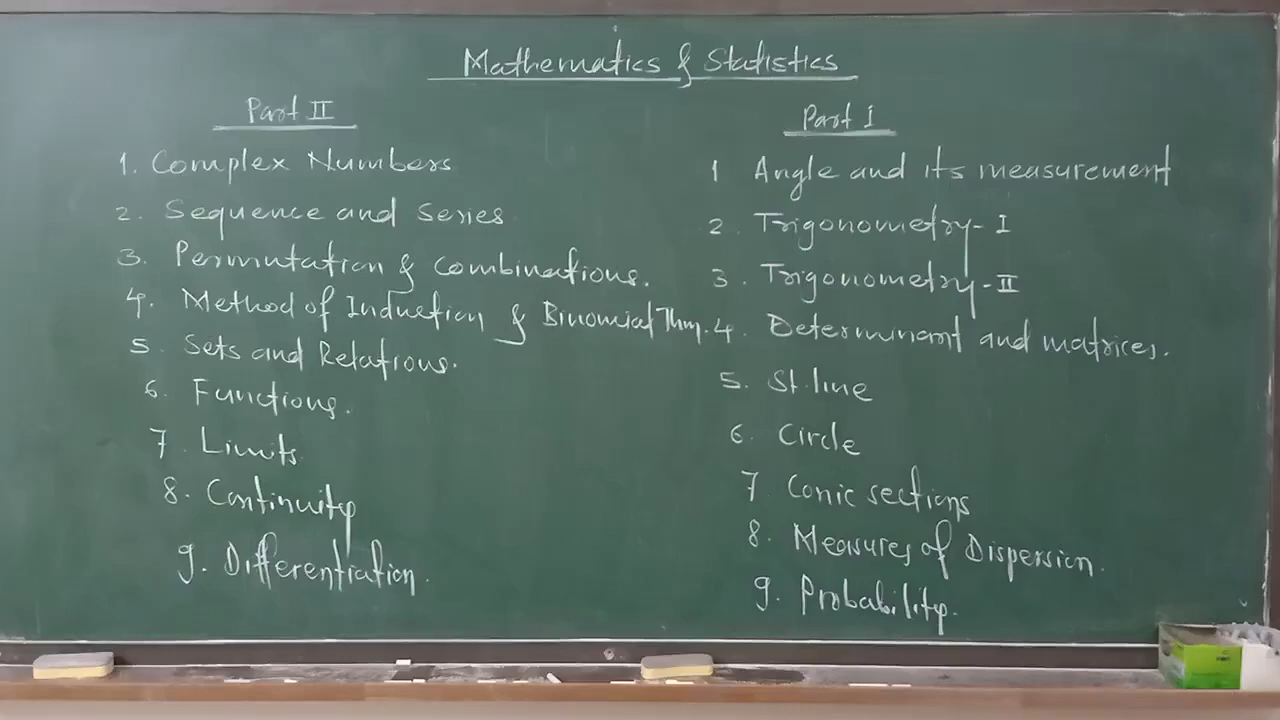 Mathematics & Statistics
Part II
1. Complex Numbers
2. Sequence and Series
3. Permutation & Combinations.
4. Method of Induction & Binomial Thm.
5. Sets and Relations.
6. Functions.
7. Limits
8. Continuity
9. Differentiation.
Part I
1 Angle and its measurement
2. Trigonometry-I
3. Trigonometry-II
4. Determinant and matrices.
5. St.line
6. Circle
7. Conic sections
8. Measures of Dispersion.
9. Probability.